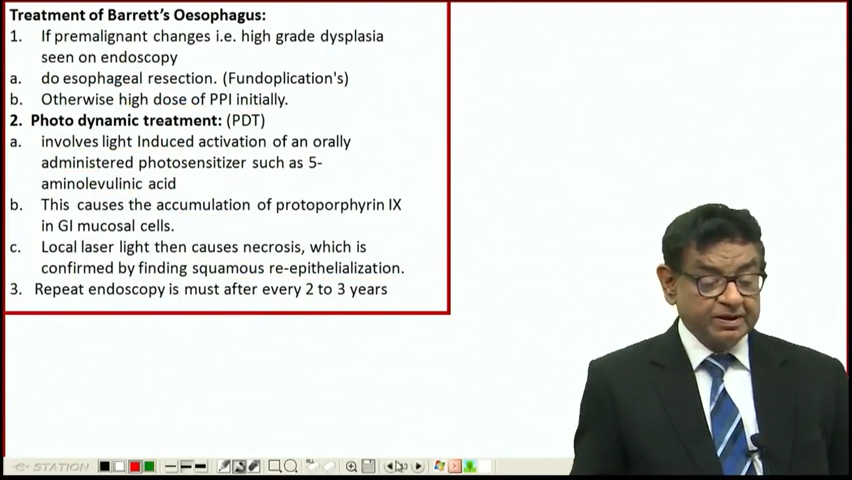 Treatment of Barrett's Oesophagus:
1. If premalignant changes i.e. high grade dysplasia
seen on endoscopy
a. do esophageal resection. (Fundoplication's)
b. Otherwise high dose of PPI initially.
2. Photo dynamic treatment: (PDT)
a. involves light Induced activation of an orally
administered photosensitizer such as 5-
aminolevulinic acid
b. This causes the accumulation of protoporphyrin IX
in GI mucosal cells.
c. Local laser light then causes necrosis, which is
confirmed by finding squamous re-epithelialization.
3. Repeat endoscopy is must after every 2 to 3 years
e-STATION